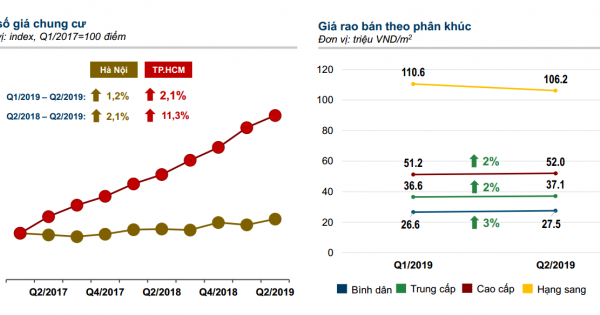 số giá chung cư
vị: index, Q1/2017=100 điểm
Hà Nội TP.HCM
Q1/2019 – Q2/2019: 1,2% 2,1%
Q2/2018 – Q2/2019: 2,1% 11,3%
Q2/2017 Q4/2017 Q2/2018 Q4/2018 Q2/2019
Giá rao bán theo phân khúc
Đơn vị: triệu VND/m²
120
110.6 106.2
100
80
60
51.2 2% 52.0
40
36.6 2% 37.1
20
26.6 3% 27.5
0
Q1/2019 Q2/2019
Bình dân Trung cấp Cao cấp Hạng sang